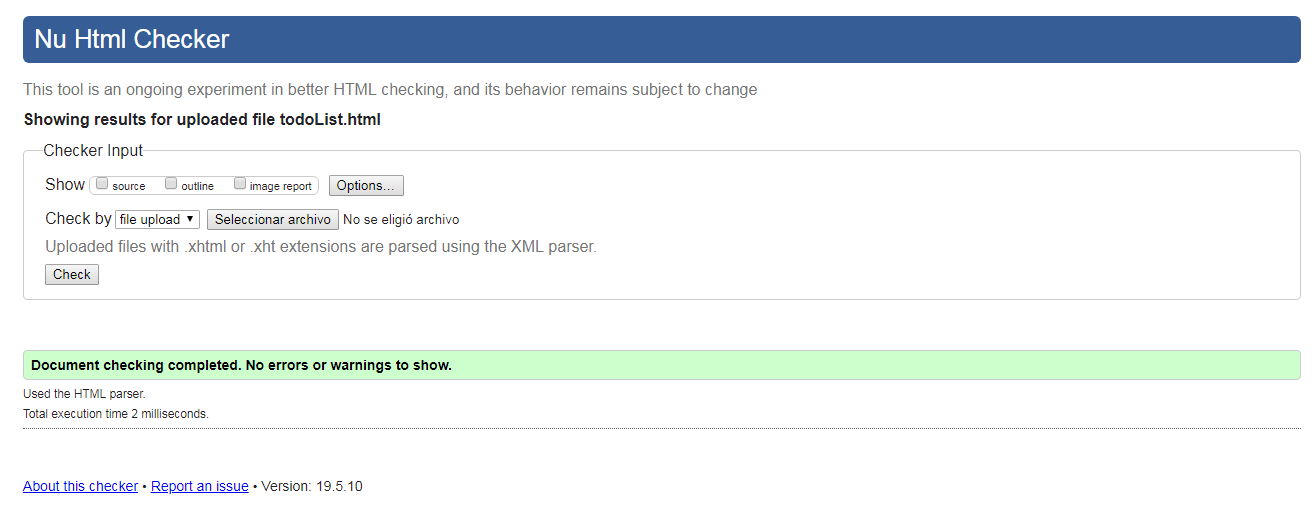 Nu Html Checker
This tool is an ongoing experiment in better HTML checking, and its behavior remains subject to change
Showing results for uploaded file todoList.html
Checker Input
Show source outline image report Options...
Check by file upload Seleccionar archivo No se eligió archivo
Uploaded files with .xhtml or .xht extensions are parsed using the XML parser.
Check
Document checking completed. No errors or warnings to show.
Used the HTML parser.
Total execution time 2 milliseconds.
About this checker • Report an issue • Version: 19.5.10